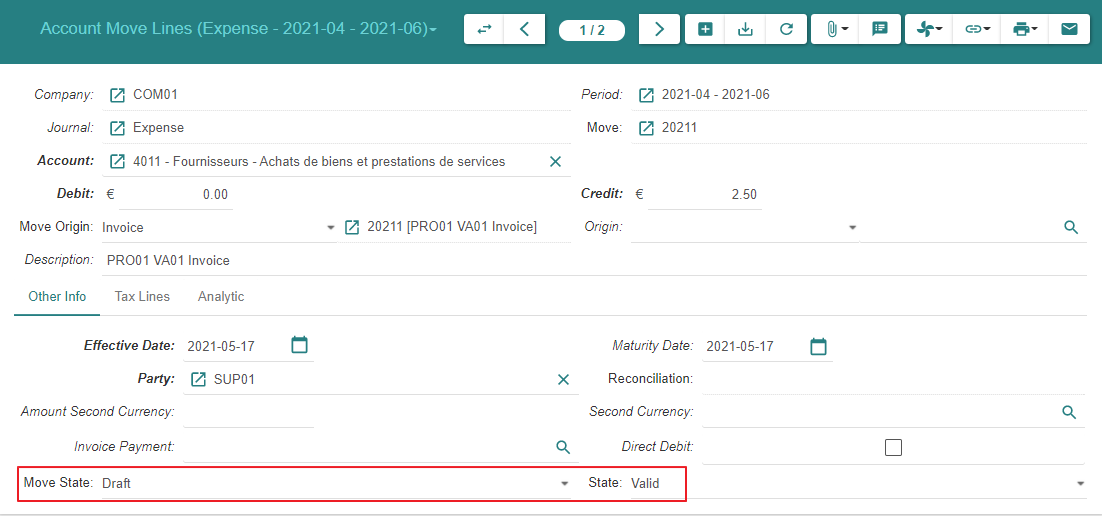 Account Move Lines (Expense - 2021-04 - 2021-06) 1 / 2
Company: COM01 Period: 2021-04 - 2021-06
Journal: Expense Move: 20211
Account: 4011 - Fournisseurs - Achats de biens et prestations de services
Debit: € 0.00 Credit: € 2.50
Move Origin: Invoice 20211 [PRO01 VA01 Invoice] Origin:
Description: PRO01 VA01 Invoice
Other Info Tax Lines Analytic
Effective Date: 2021-05-17 Maturity Date: 2021-05-17
Party: SUP01 Reconciliation:
Amount Second Currency: Second Currency:
Invoice Payment: Direct Debit:
Move State: Draft State: Valid